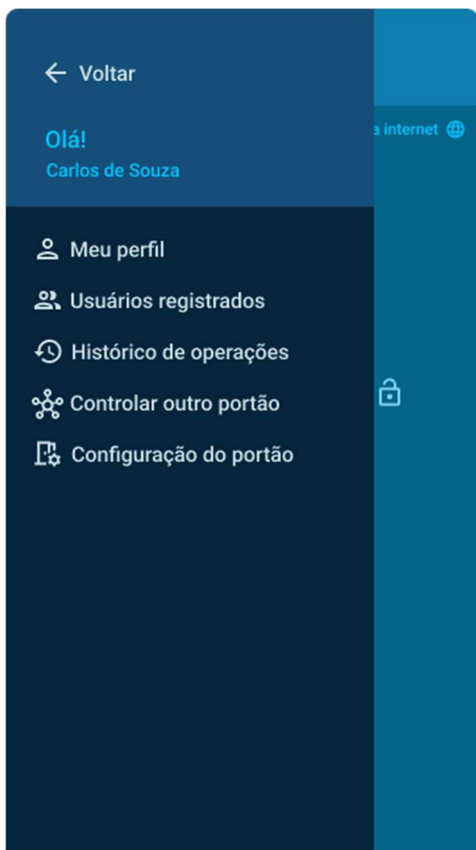 Voltar
Olá!
Carlos de Souza
a internet
Meu perfil
Usuários registrados
Histórico de operações
Controlar outro portão
Configuração do portão